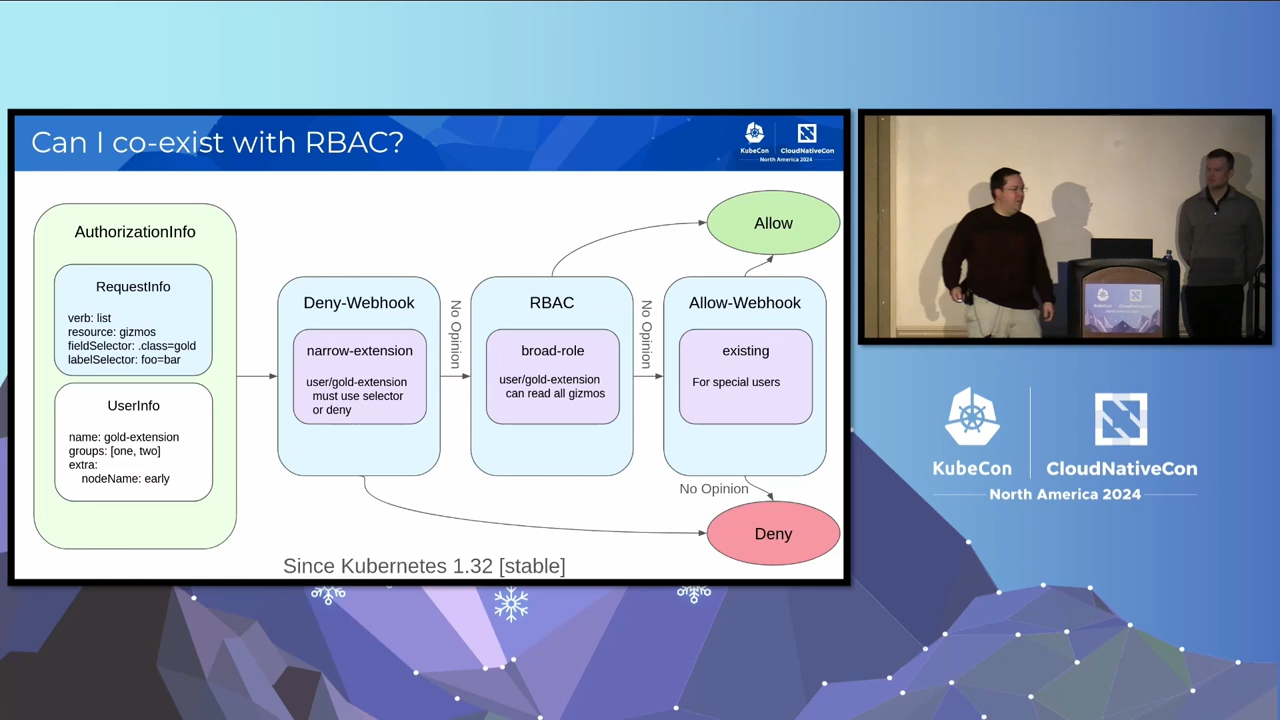 Can I co-exist with RBAC?
KubeCon
CloudNativeCon
North America 2024
AuthorizationInfo
RequestInfo
verb: list
resource: gizmos
fieldSelector: .class=gold
labelSelector: foo=bar
UserInfo
name: gold-extension
groups: [one, two]
extra:
nodeName: early
Deny-Webhook
narrow-extension
user/gold-extension
must use selector
or deny
No Opinion
RBAC
broad-role
user/gold-extension
can read all gizmos
No Opinion
Allow-Webhook
existing
For special users
No Opinion
Allow
Deny
Since Kubernetes 1.32 [stable]
KubeCon
CloudNativeCon
North America 2024